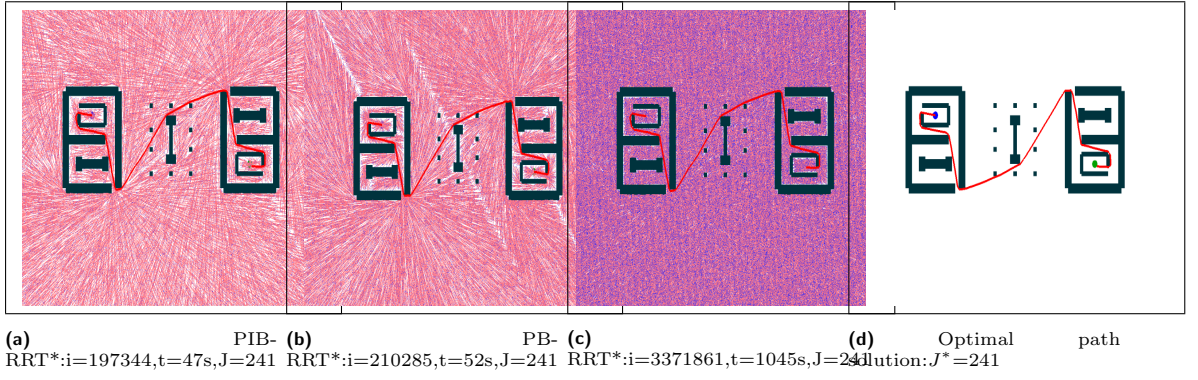 (a) PIB-
RRT*:i=197344,t=47s,J=241
(b) PB-
RRT*:i=210285,t=52s,J=241
(c)
RRT*:i=3371861,t=1045s,J=241
(d) Optimal path
solution:J*=241